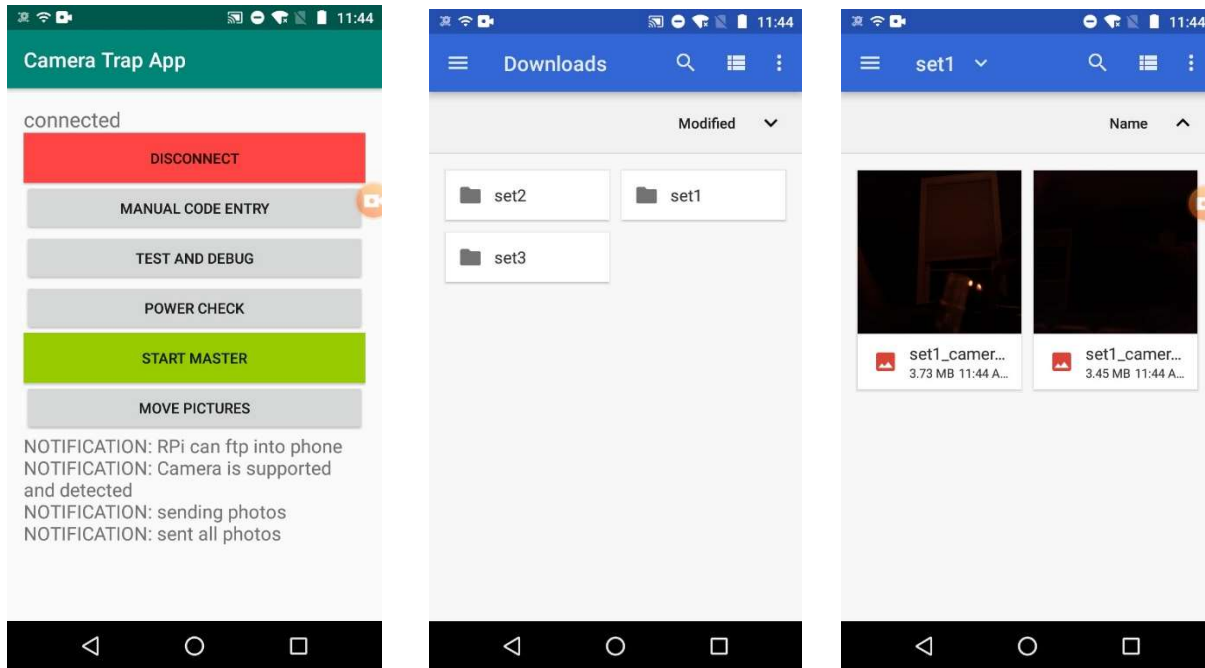 11:44
Camera Trap App
connected
DISCONNECT
MANUAL CODE ENTRY
TEST AND DEBUG
POWER CHECK
START MASTER
MOVE PICTURES
NOTIFICATION: RPi can ftp into phone
NOTIFICATION: Camera is supported
and detected
NOTIFICATION: sending photos
NOTIFICATION: sent all photos
11:44
Downloads
Modified
set2 set1
set3
11:44
set1
Name
set1_camer... set1_camer...
3.73 MB 11:44 A... 3.45 MB 11:44 A...